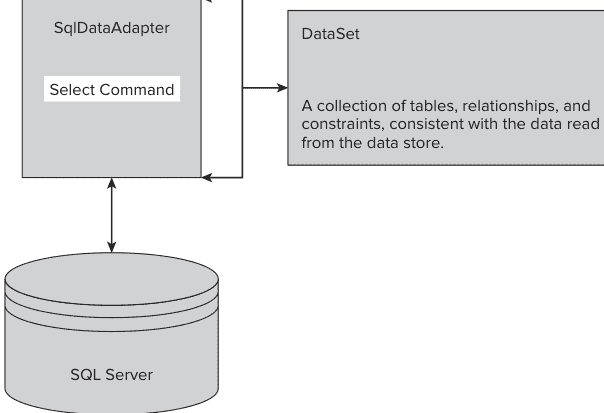 SqlDataAdapter
Select Command
DataSet
A collection of tables, relationships, and
constraints, consistent with the data read
from the data store.
SQL Server